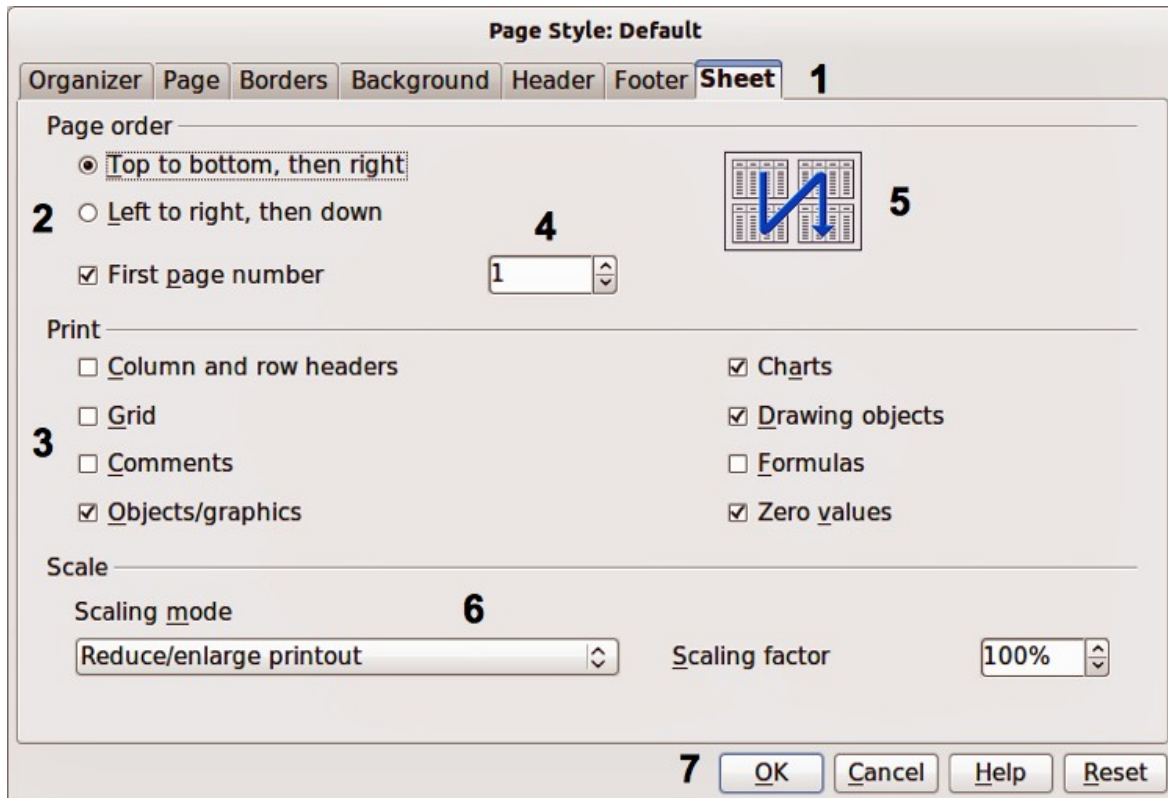 Page Style: Default
Organizer Page Borders Background Header Footer Sheet 1
Page order
Top to bottom, then right
2 Left to right, then down 4 5
First page number 1
Print
Column and row headers Charts
Grid Drawing objects
3
Comments Formulas
Objects/graphics Zero values
Scale
Scaling mode 6
Reduce/enlarge printout Scaling factor 100%
7 OK Cancel Help Reset